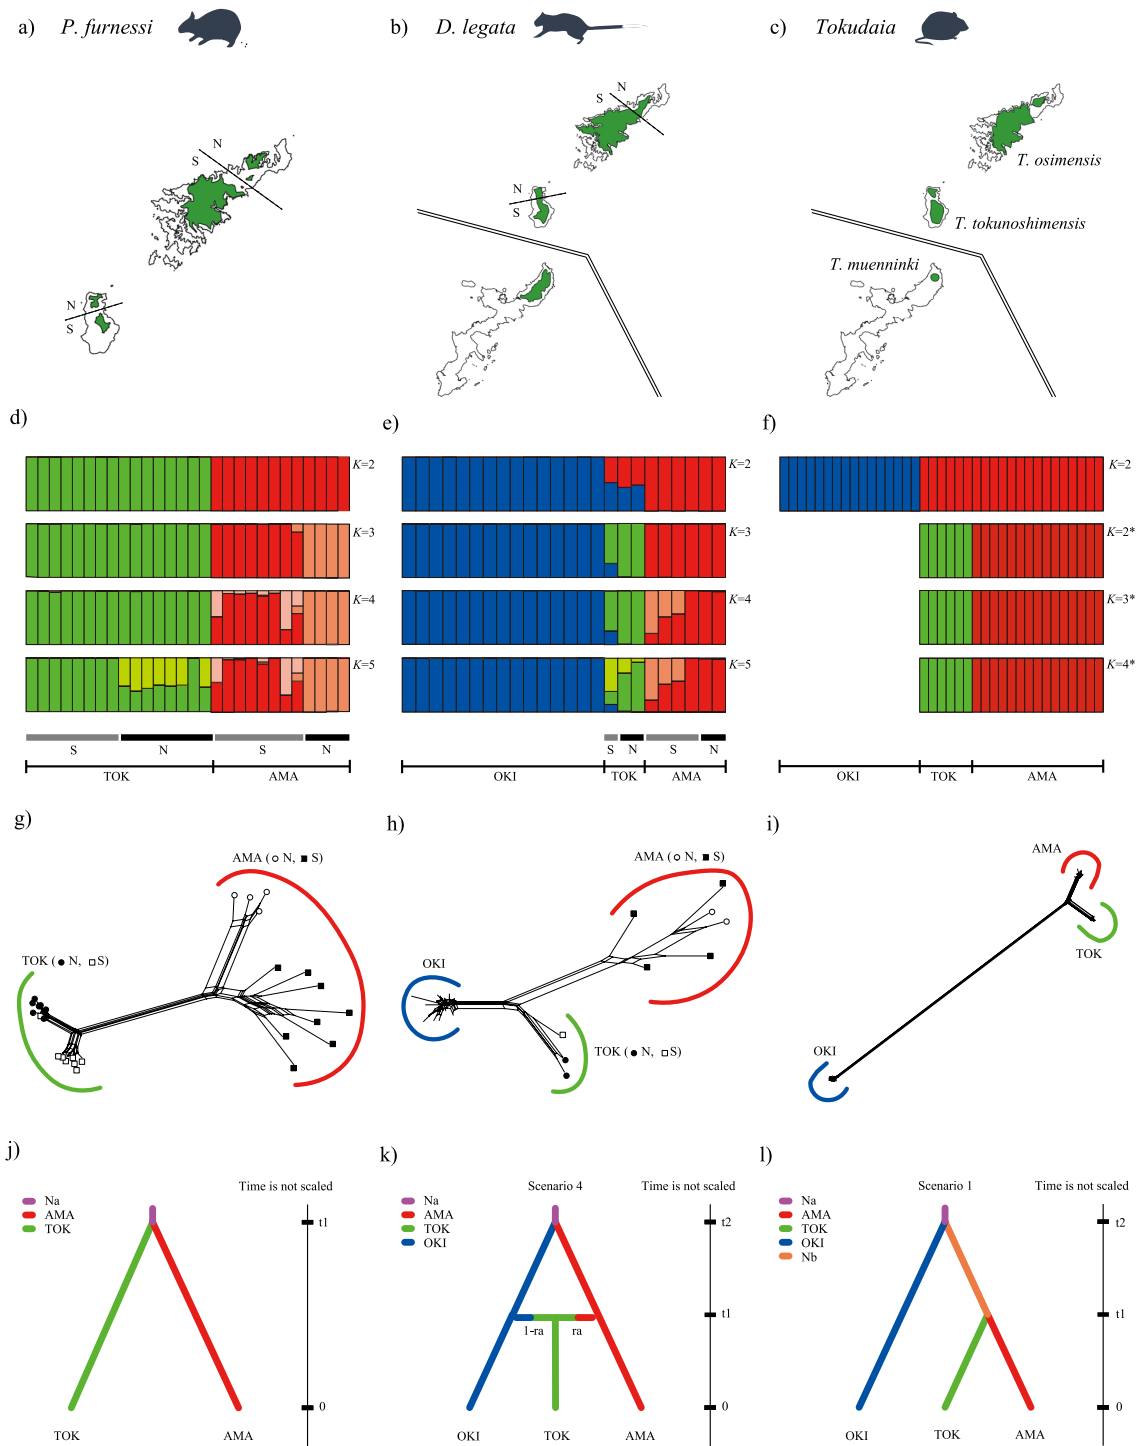 a) P. furnessi
b) D. legata
c) Tokudaia
N
S
N
S
N
S
N
S
T. osimensis
T. tokunoshimensis
T. muenninki
d)
e)
f)
K=2
K=3
K=4
K=5
S N S N
TOK AMA
K=2
K=3
K=4
K=5
S N S N
OKI TOK AMA
K=2
K=2*
K=3*
K=4*
OKI TOK AMA
g)
AMA ( N, S)
TOK ( N, S)
h)
AMA ( N, S)
OKI
TOK ( N, S)
i)
AMA
TOK
OKI
j)
Time is not scaled
Na
AMA
TOK
t1
0
TOK AMA
k)
Scenario 4
Time is not scaled
Na
AMA
TOK
OKI
t2
t1
1-ra ra
0
OKI TOK AMA
l)
Scenario 1
Time is not scaled
Na
AMA
TOK
OKI
Nb
t2
t1
0
OKI TOK AMA